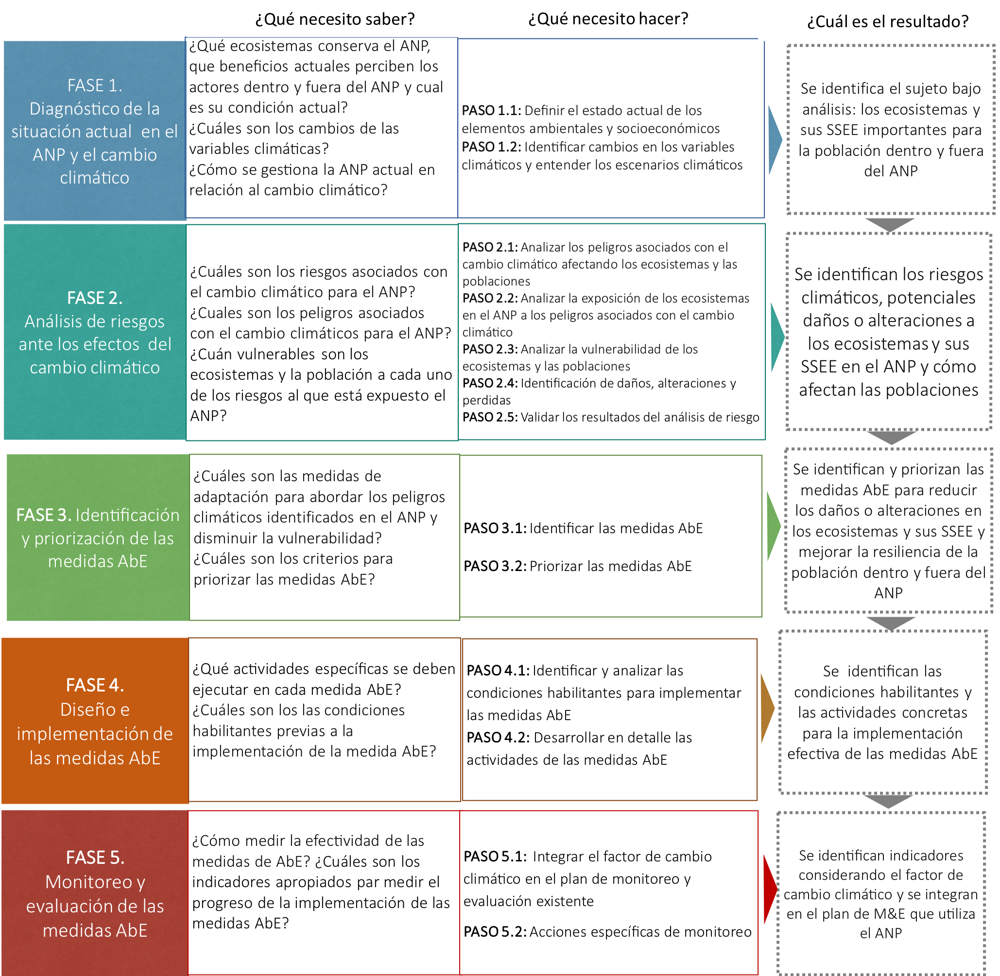 ¿Qué necesito saber?
¿Qué necesito hacer?
¿Cuál es el resultado?
FASE 1.
Diagnóstico de la
situación actual en el
ANP y el cambio
climático
¿Qué ecosistemas conserva el ANP,
que beneficios actuales perciben los
actores dentro y fuera del ANP y cual
es su condición actual?
¿Cuáles son los cambios de las
variables climáticas?
¿Cómo se gestiona la ANP actual en
relación al cambio climático?
PASO 1.1: Definir el estado actual de los
elementos ambientales y socioeconómicos
PASO 1.2: Identificar cambios en los variables
climáticos y entender los escenarios climáticos
Se identifica el sujeto bajo
análisis: los ecosistemas y
sus SSEE importantes para
la población dentro y fuera
del ANP
FASE 2.
Análisis de riesgos
ante los efectos del
cambio climático
¿Cuáles son los riesgos asociados con
el cambio climático para el ANP?
¿Cuales son los peligros asociados
con el cambio climáticos para el ANP?
¿Cuán vulnerables son los
ecosistemas y la población a cada uno
de los riesgos al que está expuesto el
ANP?
PASO 2.1: Analizar los peligros asociados con el
cambio climático afectando los ecosistemas y las
poblaciones
PASO 2.2: Analizar la exposición de los ecosistemas
en el ANP a los peligros asociados con el cambio
climático
PASO 2.3: Analizar la vulnerabilidad de los
ecosistemas y las poblaciones
PASO 2.4: Identificación de daños, alteraciones y
perdidas
PASO 2.5: Validar los resultados del análisis de riesgo
Se identifican los riesgos
climáticos, potenciales
daños o alteraciones a
los ecosistemas y sus
SSEE en el ANP y cómo
afectan las poblaciones
FASE 3. Identificación
y priorización de las
medidas AbE
¿Cuáles son las medidas de
adaptación para abordar los peligros
climáticos identificados en el ANP y
disminuir la vulnerabilidad?
¿Cuáles son los criterios para
priorizar las medidas AbE?
PASO 3.1: Identificar las medidas AbE
PASO 3.2: Priorizar las medidas AbE
Se identifican y priorizan las
medidas AbE para reducir
los daños o alteraciones en
los ecosistemas y sus SSEE y
mejorar la resiliencia de la
población dentro y fuera del
ANP
FASE 4.
Diseño e
implementación de
las medidas AbE
¿Qué actividades específicas se deben
ejecutar en cada medida AbE?
¿Cuáles son los las condiciones
habilitantes previas a la
implementación de la medida AbE?
PASO 4.1: Identificar y analizar las
condiciones habilitantes para implementar
las medidas AbE
PASO 4.2: Desarrollar en detalle las
actividades de las medidas AbE
Se identifican las
condiciones habilitantes y
las actividades concretas
para la implementación
efectiva de las medidas AbE
FASE 5.
Monitoreo y
evaluación de las
medidas AbE
¿Cómo medir la efectividad de las
medidas de AbE? ¿Cuáles son los
indicadores apropiados par medir el
progreso de la implementación de las
medidas AbE?
PASO 5.1: Integrar el factor de cambio
climático en el plan de monitoreo y
evaluación existente
PASO 5.2: Acciones específicas de monitoreo
Se identifican indicadores
considerando el factor de
cambio climático y se integran
en el plan de M&E que utiliza
el ANP